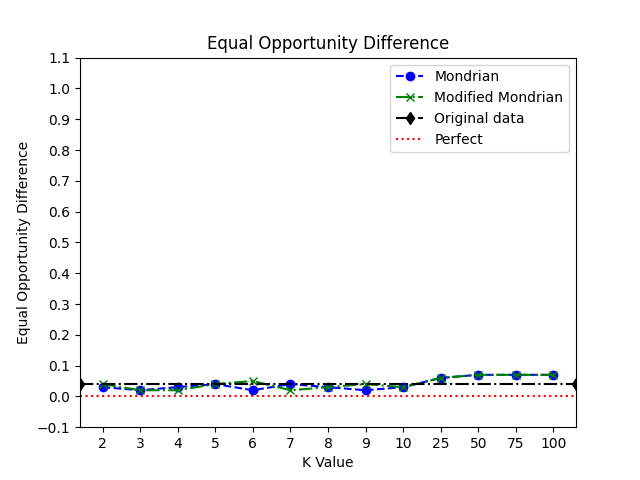 Equal Opportunity Difference
Equal Opportunity Difference
1.1
1.0
0.9
0.8
0.7
0.6
0.5
0.4
0.3
0.2
0.1
0.0
−0.1
Mondrian
Modified Mondrian
Original data
Perfect
2 3 4 5 6 7 8 9 10 25 50 75 100
K Value